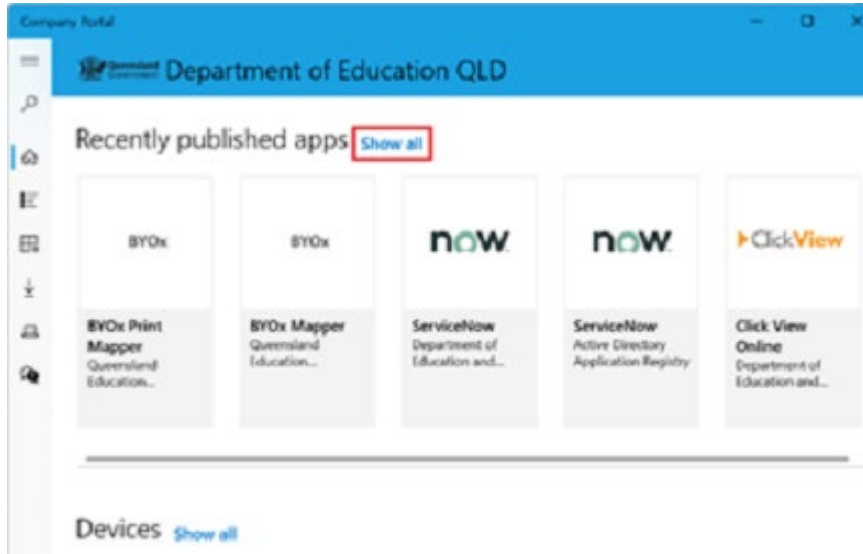 Company Portal
Queensland Government
Department of Education QLD
Recently published apps Show all
BYOx
BYOx
now
now
ClickView
BYOx Print
Mapper
Queensland
Education...
BYOx Mapper
Queensland
Education...
ServiceNow
Department of
Education and...
ServiceNow
Active Directory
Application Registry
Click View
Online
Department of
Education and...
Devices Show all